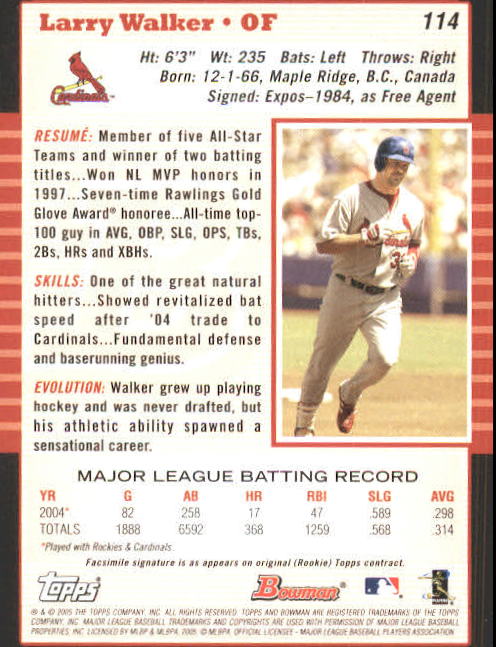 Larry Walker • OF 114
Ht: 6'3" Wt: 235 Bats: Left Throws: Right
Born: 12-1-66, Maple Ridge, B.C., Canada
Signed: Expos–1984, as Free Agent
Cardinals
RESUMÉ: Member of five All-Star
Teams and winner of two batting
titles...Won NL MVP honors in
1997...Seven-time Rawlings Gold
Glove Award® honoree...All-time top-
100 guy in AVG, OBP, SLG, OPS, TBs,
2Bs, HRs and XBHs.
SKILLS: One of the great natural
hitters...Showed revitalized bat
speed after '04 trade to
Cardinals...Fundamental defense
and baserunning genius.
EVOLUTION: Walker grew up playing
hockey and was never drafted, but
his athletic ability spawned a
sensational career.
MAJOR LEAGUE BATTING RECORD
YR G AB HR RBI SLG AVG
2004* 82 258 17 47 .589 .298
TOTALS 1888 6592 368 1259 .568 .314
*Played with Rockies & Cardinals.
Facsimile signature is as appears on original (Rookie) Topps contract.
Topps Bowman
® & © 2005 THE TOPPS COMPANY, INC. ALL RIGHTS RESERVED. TOPPS AND BOWMAN ARE REGISTERED TRADEMARKS OF THE TOPPS
COMPANY, INC. MAJOR LEAGUE BASEBALL TRADEMARKS AND COPYRIGHTS ARE USED WITH PERMISSION OF MAJOR LEAGUE BASEBALL
PROPERTIES, INC. LICENSED BY MLBP & MLBPA, 2005. © MLBPA. OFFICIAL LICENSEE - MAJOR LEAGUE BASEBALL PLAYERS ASSOCIATION